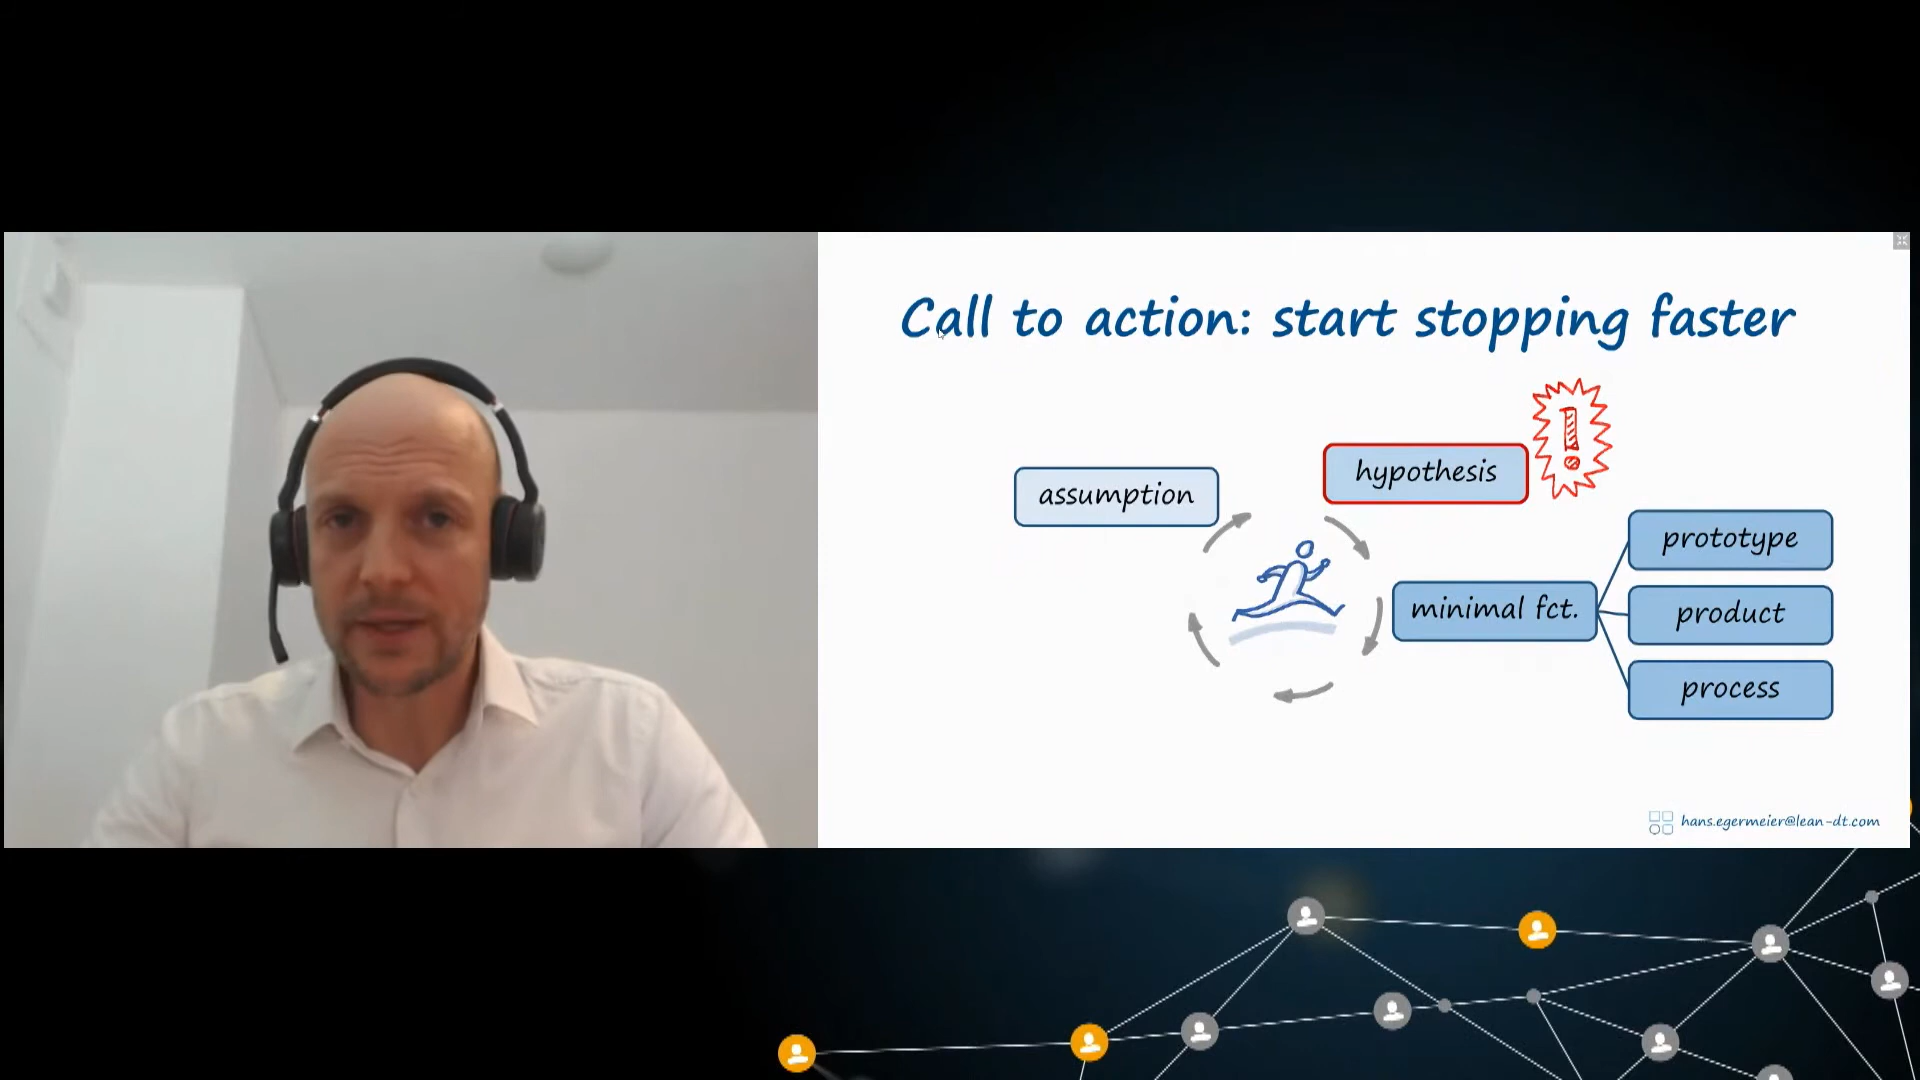 Call to action: start stopping faster
hypothesis
assumption
prototype
minimal fct.
product
process
hans.egermeier@lean-dt.com